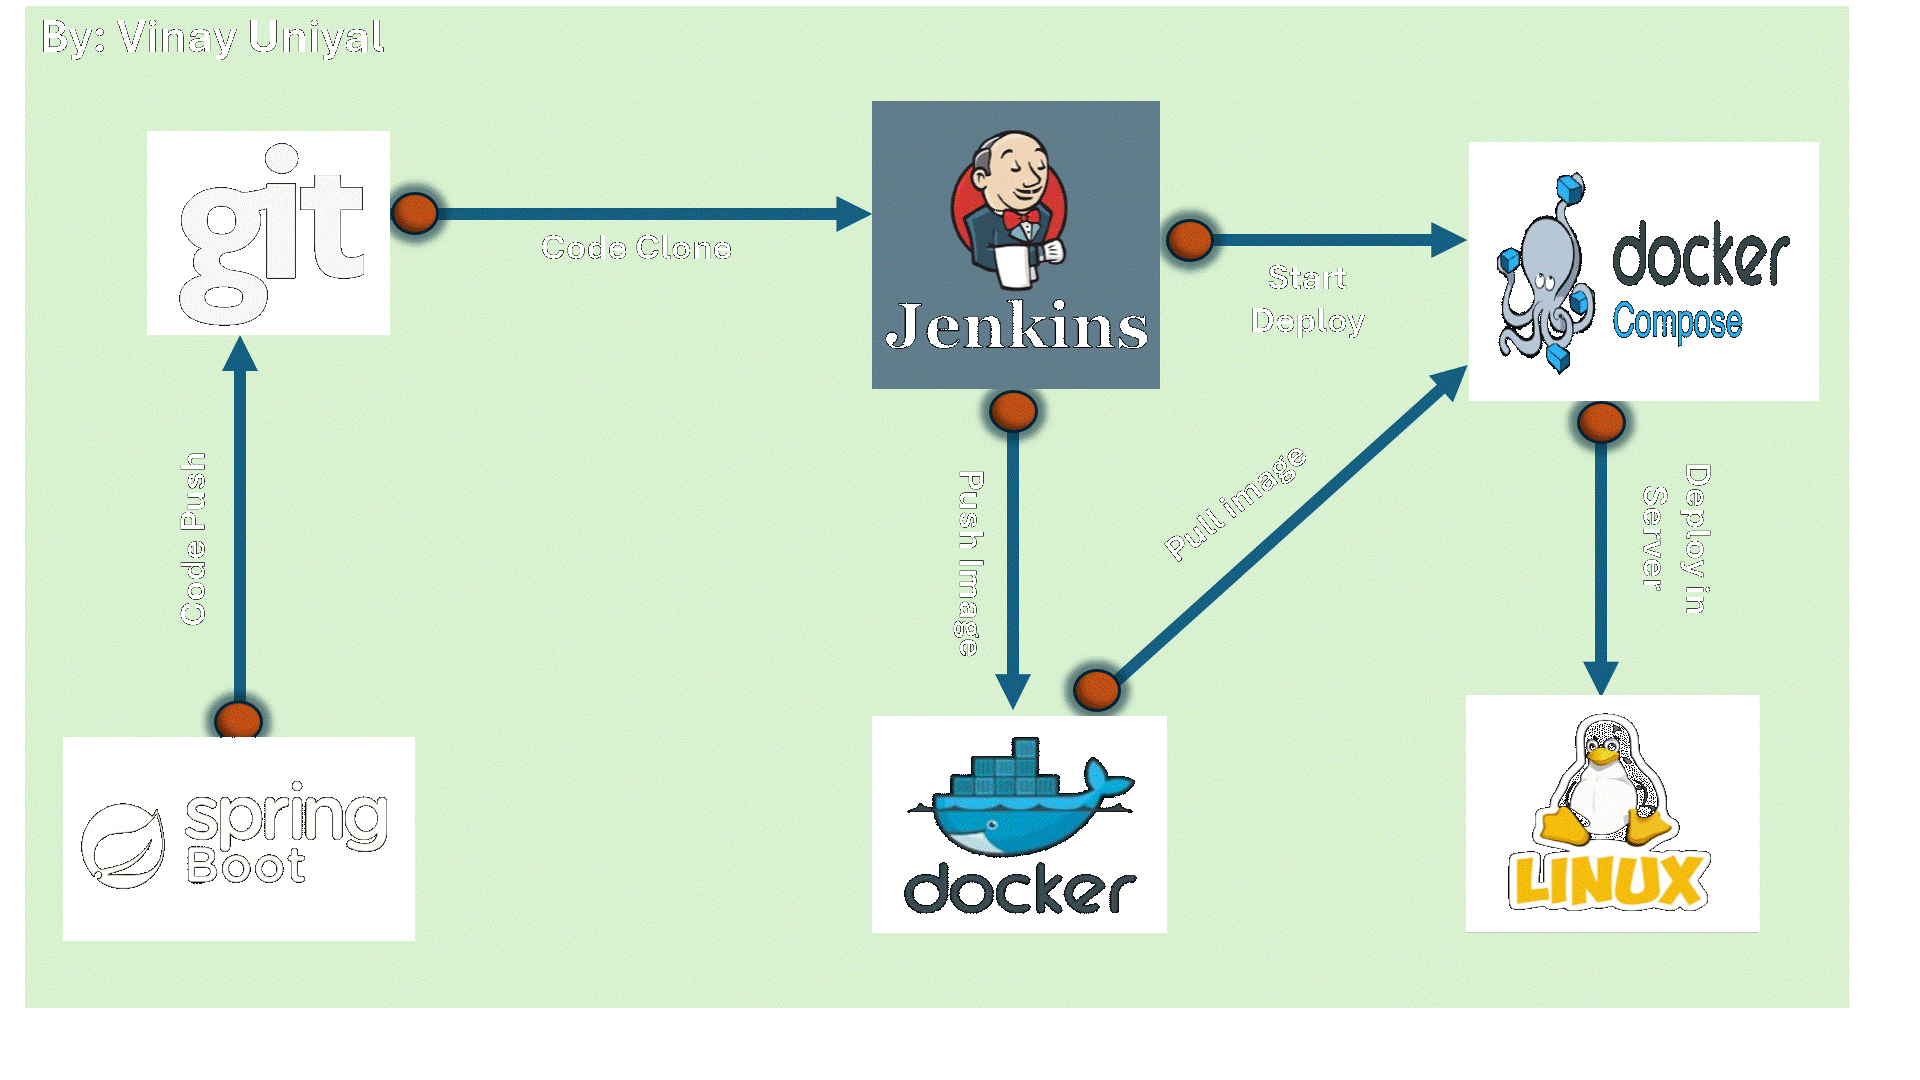 By: Vinay Uniyal
git
Code Clone
Jenkins
Start
Deploy
docker
Compose
Code Push
Push Image
Pull image
Deploy in
Server
spring
Boot
docker
LINUX